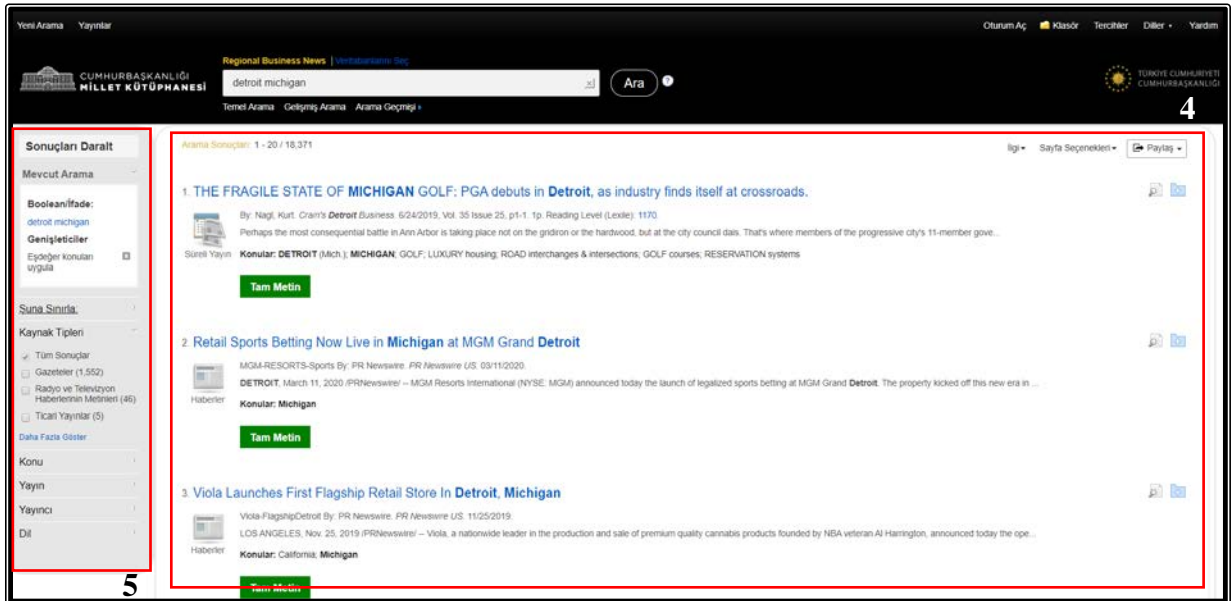 Yeni Arama Yayınlar Oturum Aç Klasör Tercihler Diller Yardım
Regional Business News | Veritabanlarını Seç
CUMHURBAŞKANLIĞI
MİLLET KÜTÜPHANESİ
detroit michigan Ara
TÜRKİYE CUMHURİYETİ
CUMHURBAŞKANLIĞI
Temel Arama Gelişmiş Arama Arama Geçmişi
4
Sonuçları Daralt
Mevcut Arama
Boolean/İfade:
detroit michigan
Genişleticiler
Eşdeğer konuları
uygula
Şuna Sınırla:
Kaynak Tipleri
Tüm Sonuçlar
Gazeteler (1,552)
Radyo ve Televizyon
Haberlerinin Metinleri (46)
Ticari Yayınlar (5)
Daha Fazla Göster
Konu
Yayın
Yayıncı
Dil
5
Arama Sonuçları: 1 - 20 / 18,371 İlgi Sayfa Seçenekleri Paylaş
1. THE FRAGILE STATE OF MICHIGAN GOLF: PGA debuts in Detroit, as industry finds itself at crossroads.
By: Nagl, Kurt. Crain's Detroit Business. 6/24/2019, Vol. 35 Issue 25, p1-1. 1p. Reading Level (Lexile): 1170.
Perhaps the most consequential battle in Ann Arbor is taking place not on the gridiron or the hardwood, but at the city council dais. That's where members of the progressive city's 11-member gove...
Süreli Yayın Konular: DETROIT (Mich.); MICHIGAN; GOLF; LUXURY housing; ROAD interchanges & intersections; GOLF courses; RESERVATION systems
Tam Metin
2. Retail Sports Betting Now Live in Michigan at MGM Grand Detroit
MGM-RESORTS-Sports By: PR Newswire. PR Newswire US. 03/11/2020.
DETROIT, March 11, 2020 /PRNewswire/ -- MGM Resorts International (NYSE: MGM) announced today the launch of legalized sports betting at MGM Grand Detroit. The property kicked off this new era in ...
Haberler Konular: Michigan
Tam Metin
3. Viola Launches First Flagship Retail Store In Detroit, Michigan
Viola-FlagshipDetroit By: PR Newswire. PR Newswire US. 11/25/2019.
LOS ANGELES, Nov. 25, 2019 /PRNewswire/ -- Viola, a nationwide leader in the production and sale of premium quality cannabis products founded by NBA veteran Al Harrington, announced today the ope...
Haberler Konular: California; Michigan
Tam Metin